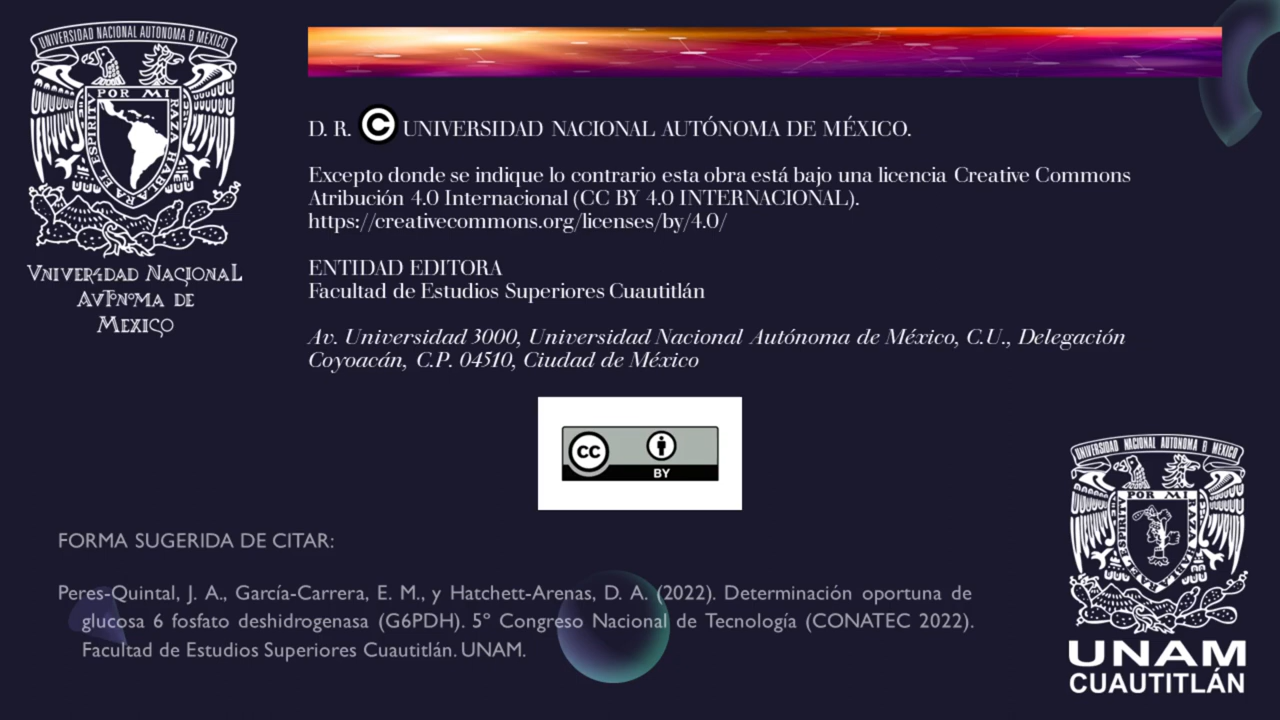 UNIVERSIDAD NACIONAL AUTONOMA D MEXICO
POR MI RAZA HABLARA EL ESPIRITU
VNIVERSIDAD NACIONAL
AVTNOMA DE
MEXICO
D. R. © UNIVERSIDAD NACIONAL AUTÓNOMA DE MÉXICO.
Excepto donde se indique lo contrario esta obra está bajo una licencia Creative Commons
Atribución 4.0 Internacional (CC BY 4.0 INTERNACIONAL).
https://creativecommons.org/licenses/by/4.0/
ENTIDAD EDITORA
Facultad de Estudios Superiores Cuautitlán
Av. Universidad 3000, Universidad Nacional Autónoma de México, C.U., Delegación
Coyoacán, C.P. 04510, Ciudad de México
CC
BY
FORMA SUGERIDA DE CITAR:
Peres-Quintal, J. A., García-Carrera, E. M., y Hatchett-Arenas, D. A. (2022). Determinación oportuna de
glucosa 6 fosfato deshidrogenasa (G6PDH). 5º Congreso Nacional de Tecnología (CONATEC 2022).
Facultad de Estudios Superiores Cuautitlán. UNAM.
UNIVERSIDAD NACIONAL AUTONOMA D MEXICO
POR MI RAZA HABLARA EL ESPIRITU
UNAM
CUAUTITLÁN